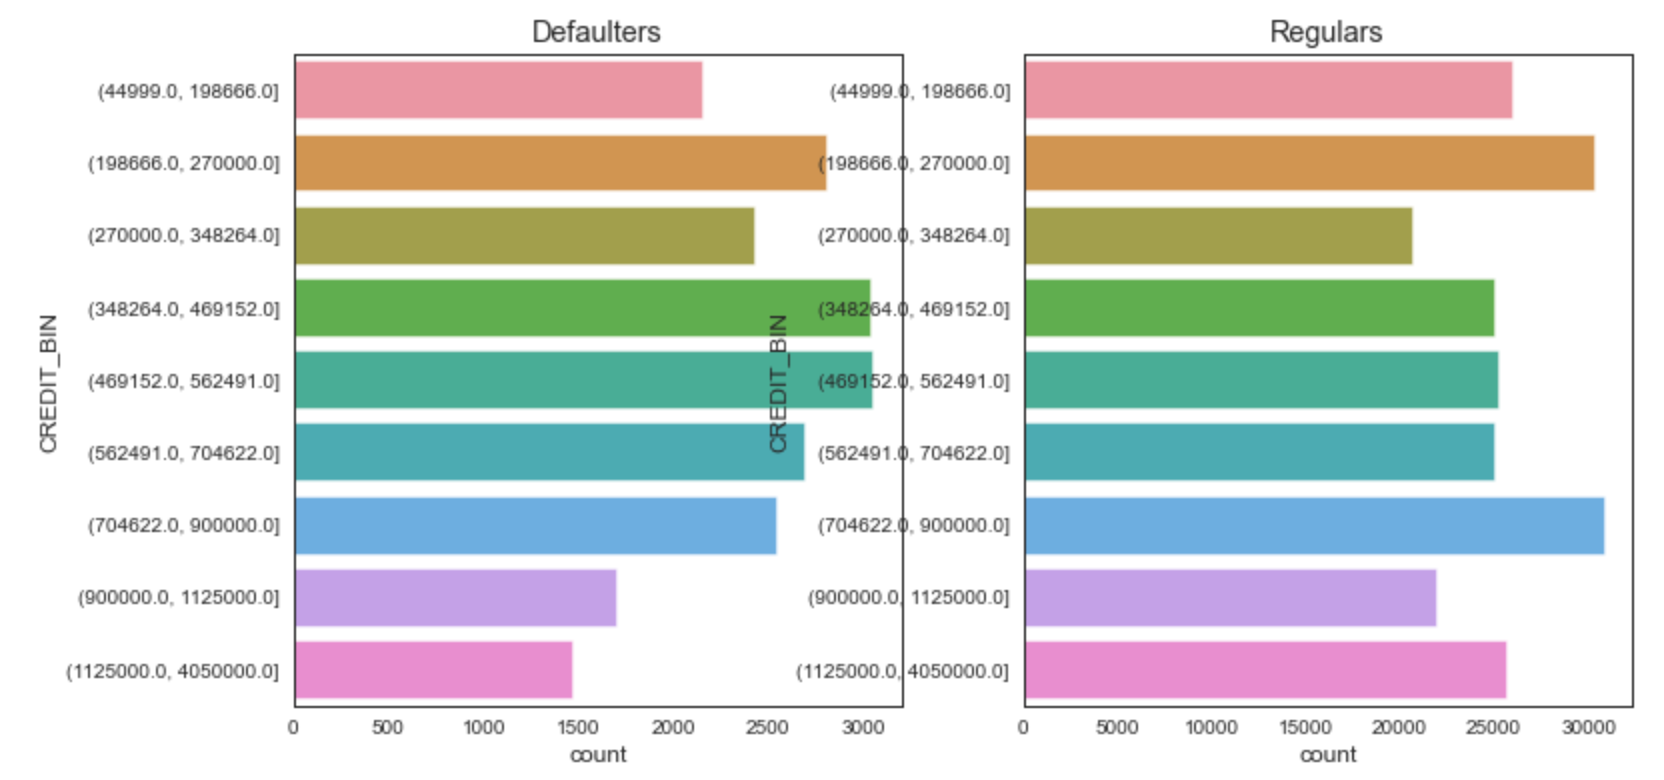 Defaulters
CREDIT_BIN
(44999.0, 198666.0]
(198666.0, 270000.0]
(270000.0, 348264.0]
(348264.0, 469152.0]
(469152.0, 562491.0]
(562491.0, 704622.0]
(704622.0, 900000.0]
(900000.0, 1125000.0]
(1125000.0, 4050000.0]
0 500 1000 1500 2000 2500 3000
count
Regulars
CREDIT_BIN
(44999.0, 198666.0]
(198666.0, 270000.0]
(270000.0, 348264.0]
(348264.0, 469152.0]
(469152.0, 562491.0]
(562491.0, 704622.0]
(704622.0, 900000.0]
(900000.0, 1125000.0]
(1125000.0, 4050000.0]
0 5000 10000 15000 20000 25000 30000
count